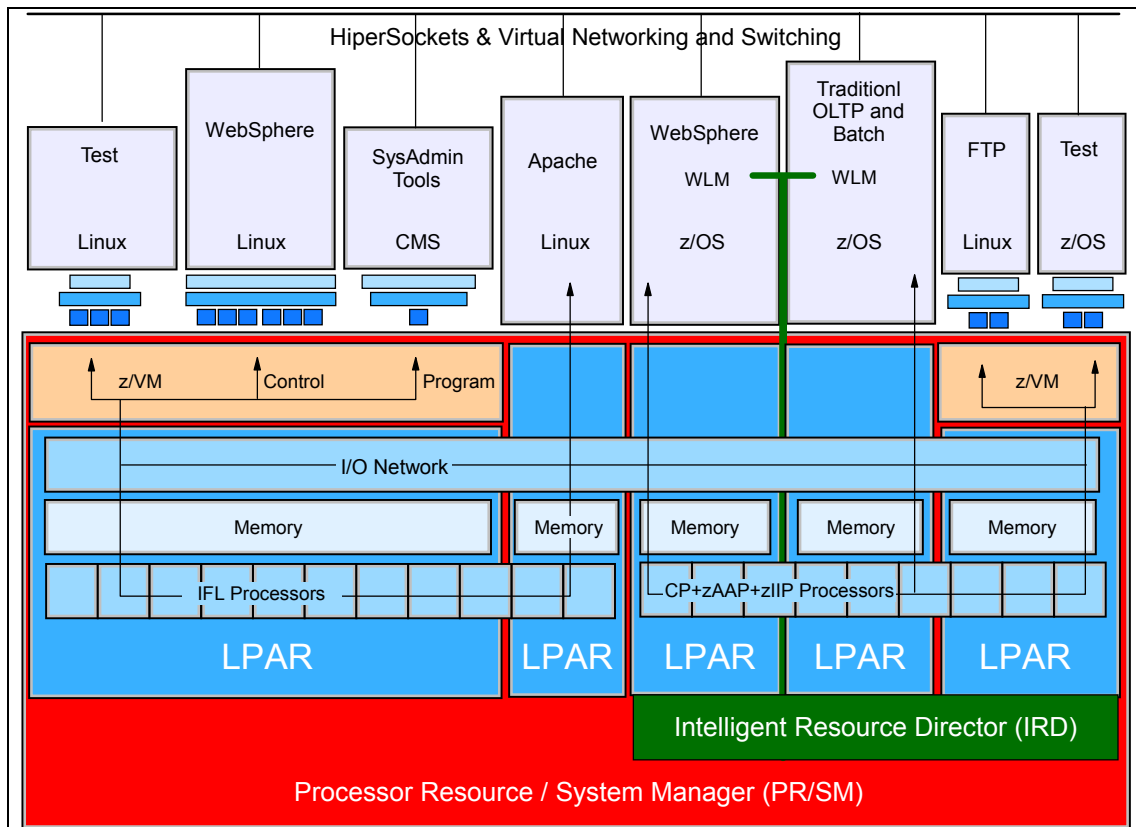 HiperSockets & Virtual Networking and Switching
Test
Linux
WebSphere
Linux
SysAdmin
Tools
CMS
Apache
Linux
WebSphere
WLM
z/OS
Traditionl
OLTP and
Batch
WLM
z/OS
FTP
Linux
Test
z/OS
z/VM
Control
Program
z/VM
I/O Network
Memory
Memory
Memory
Memory
Memory
IFL Processors
CP+zAAP+zIIP Processors
LPAR
LPAR
LPAR
LPAR
LPAR
Intelligent Resource Director (IRD)
Processor Resource / System Manager (PR/SM)